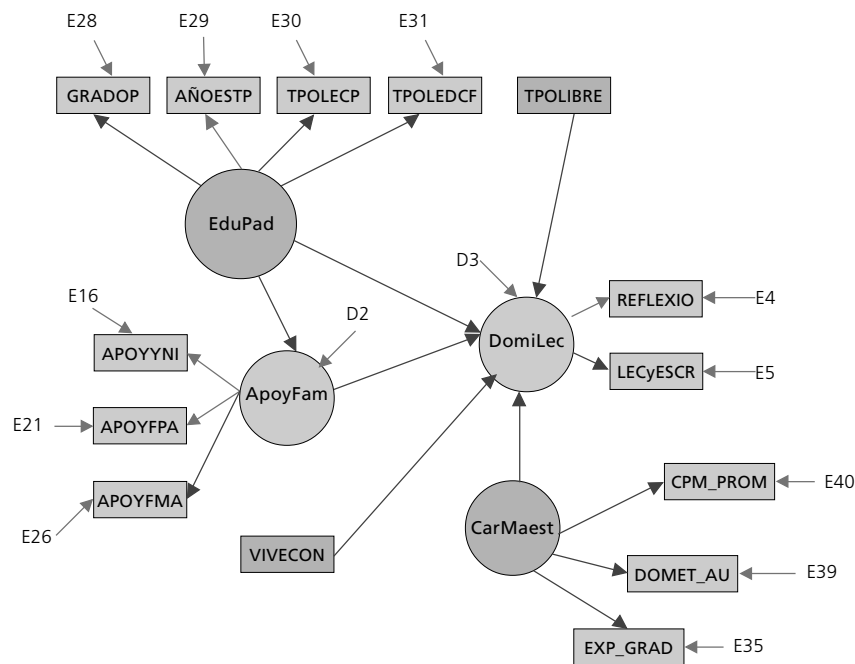 E28
E29
E30
E31
GRADOP
AÑOESTP
TPOLECP
TPOLEDCF
TPOLIBRE
EduPad
D3
E16
D2
REFLEXIO
E4
APOYYNI
DomiLec
LECyESCR
E5
ApoyFam
E21
APOYFPA
CPM_PROM
E40
APOYFMA
E26
CarMaest
VIVECON
DOMET_AU
E39
EXP_GRAD
E35